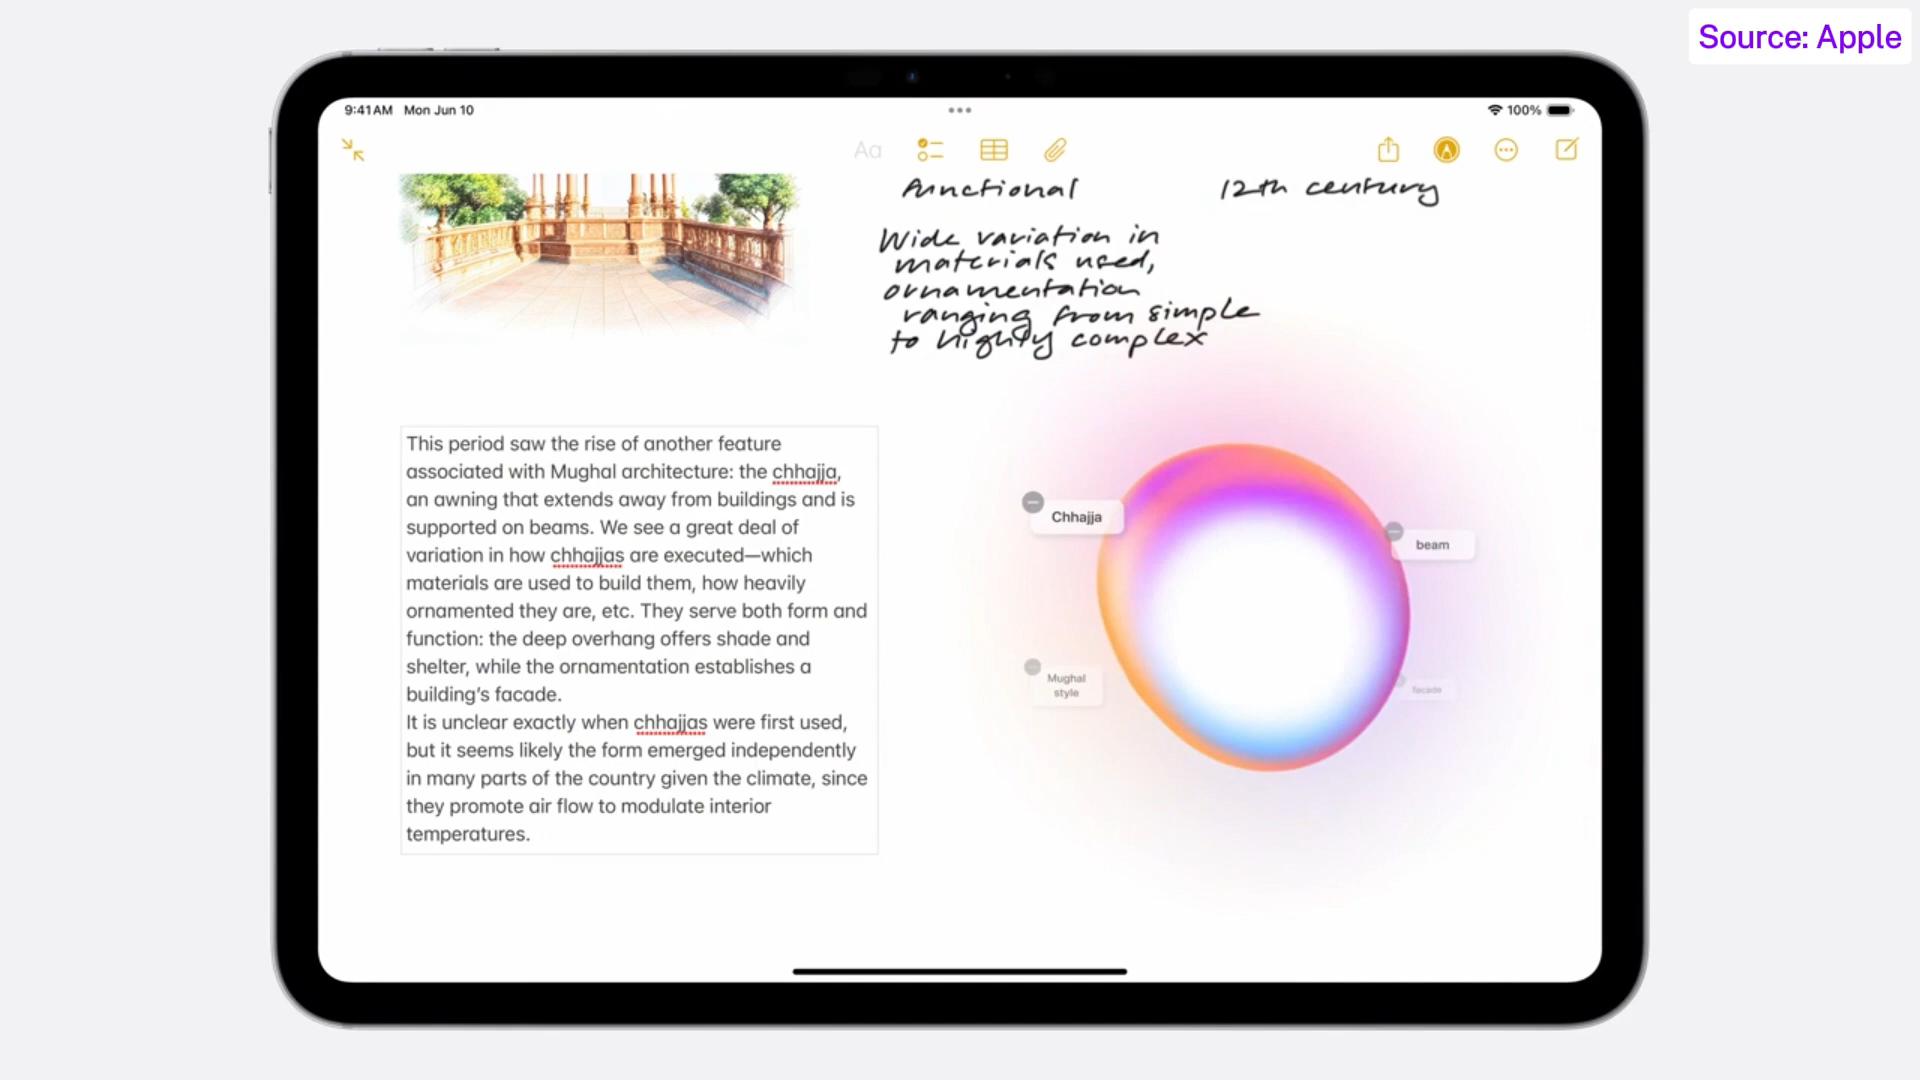 Source: Apple
9:41 AM Mon Jun 10
100%
Aa
functional
12th century
Wide variation in
materials used,
ornamentation
ranging from simple
to highly complex
This period saw the rise of another feature
associated with Mughal architecture: the chhajja,
an awning that extends away from buildings and is
supported on beams. We see a great deal of
variation in how chhajjas are executed—which
materials are used to build them, how heavily
ornamented they are, etc. They serve both form and
function: the deep overhang offers shade and
shelter, while the ornamentation establishes a
building's facade.
It is unclear exactly when chhajjas were first used,
but it seems likely the form emerged independently
in many parts of the country given the climate, since
they promote air flow to modulate interior
temperatures.
Chhajja
beam
Mughal
style
facade